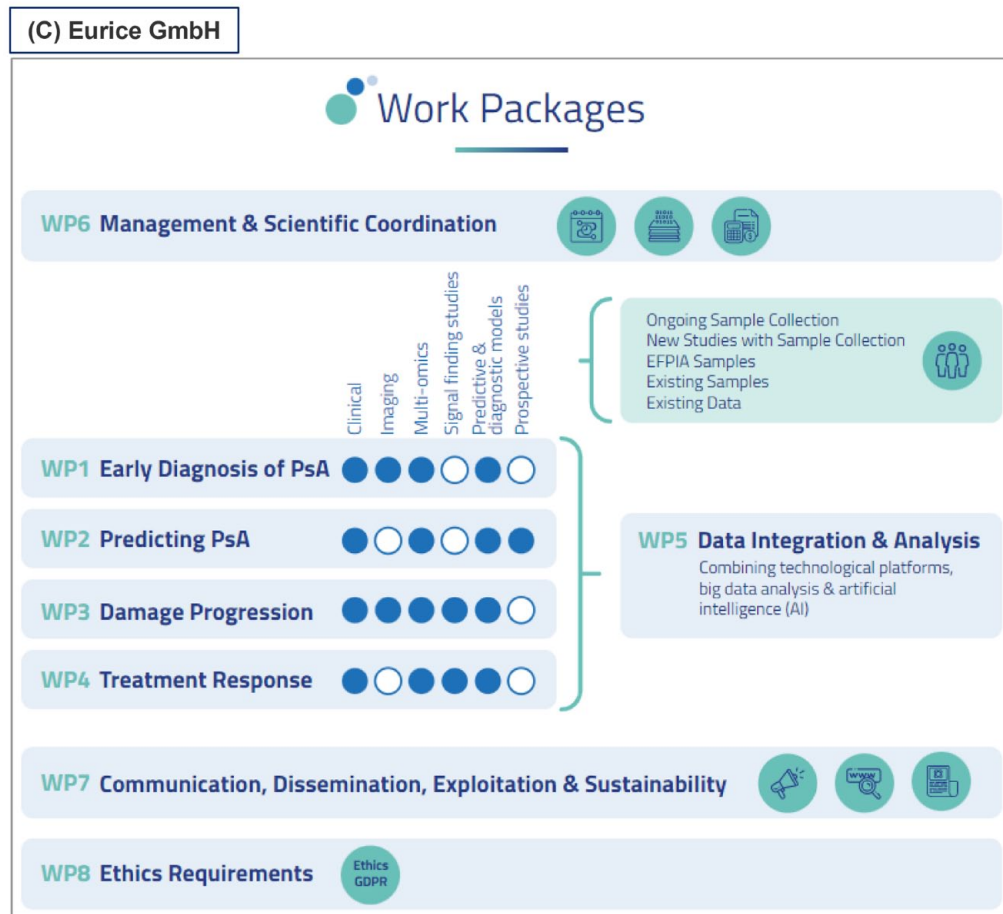 (C) Eurice GmbH
Work Packages
WP6 Management & Scientific Coordination
Clinical
Imaging
Multi-omics
Signal finding studies
Predictive &
diagnostic models
Prospective studies
Ongoing Sample Collection
New Studies with Sample Collection
EFPIA Samples
Existing Samples
Existing Data
WP1 Early Diagnosis of PsA
WP2 Predicting PsA
WP3 Damage Progression
WP4 Treatment Response
WP5 Data Integration & Analysis
Combining technological platforms,
big data analysis & artificial
intelligence (AI)
WP7 Communication, Dissemination, Exploitation & Sustainability
www
WP8 Ethics Requirements
Ethics
GDPR